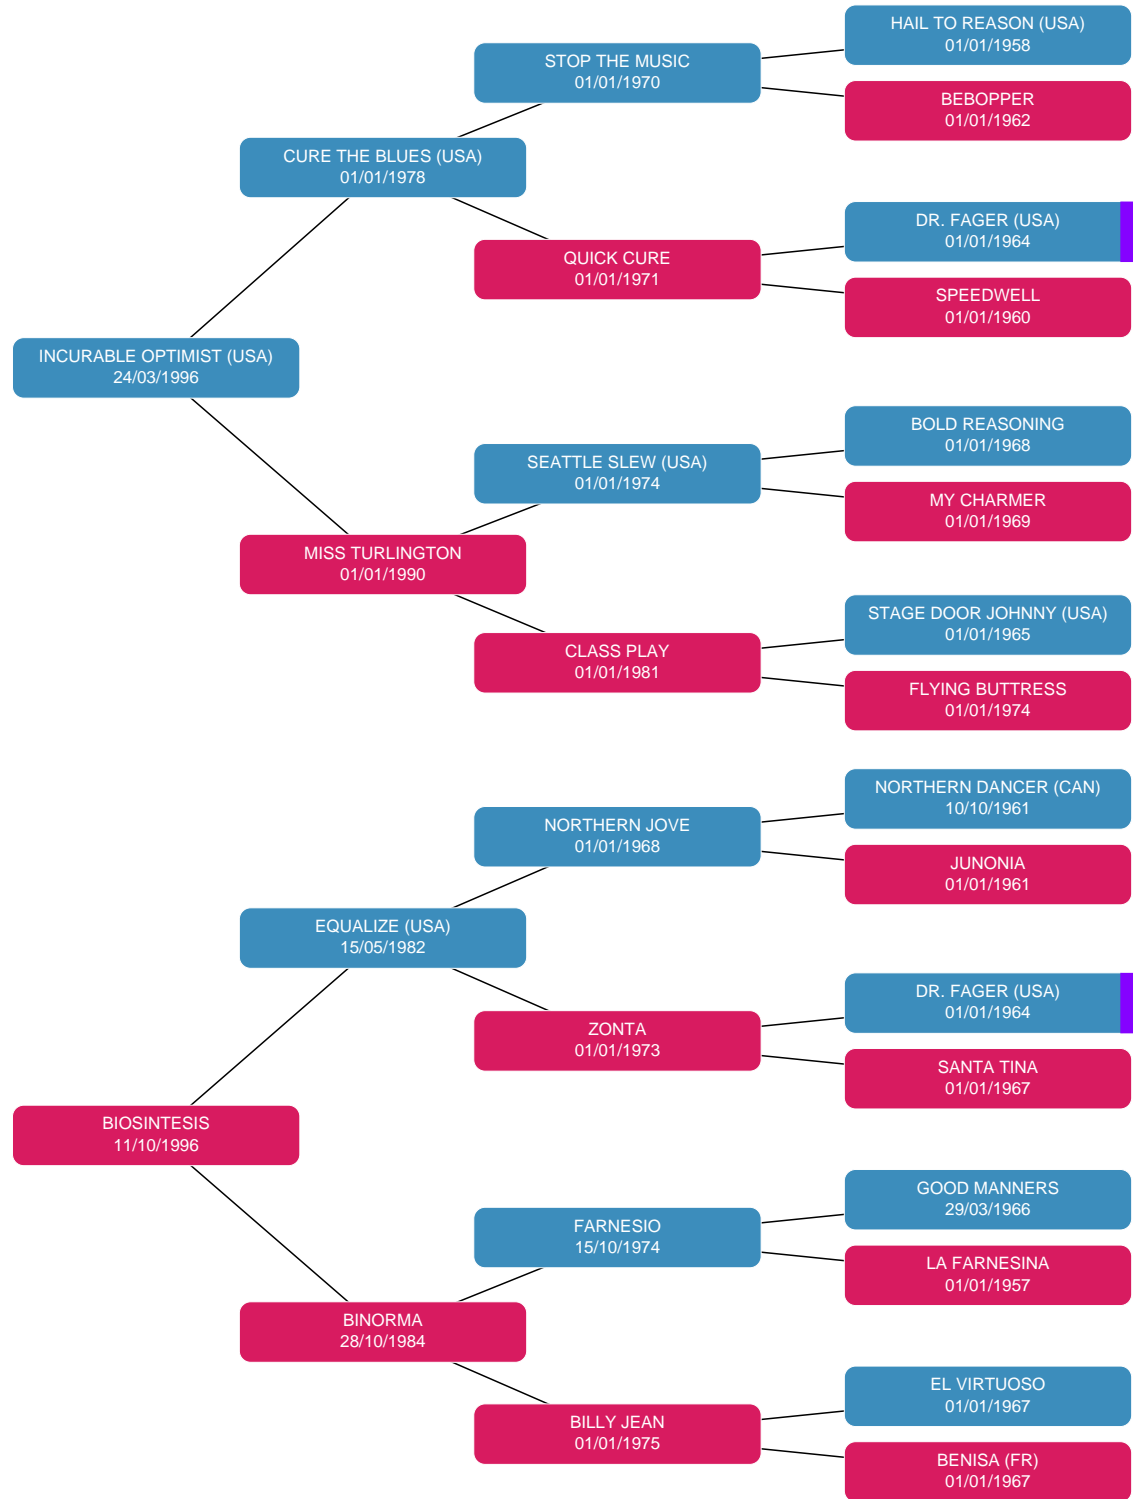 HAIL TO REASON (USA)
01/01/1958
STOP THE MUSIC
01/01/1970
BEBOPPER
01/01/1962
CURE THE BLUES (USA)
01/01/1978
DR. FAGER (USA)
01/01/1964
QUICK CURE
01/01/1971
SPEEDWELL
01/01/1960
INCURABLE OPTIMIST (USA)
24/03/1996
BOLD REASONING
01/01/1968
SEATTLE SLEW (USA)
01/01/1974
MY CHARMER
01/01/1969
MISS TURLINGTON
01/01/1990
STAGE DOOR JOHNNY (USA)
01/01/1965
CLASS PLAY
01/01/1981
FLYING BUTTRESS
01/01/1974
NORTHERN DANCER (CAN)
10/10/1961
NORTHERN JOVE
01/01/1968
JUNONIA
01/01/1961
EQUALIZE (USA)
15/05/1982
DR. FAGER (USA)
01/01/1964
ZONTA
01/01/1973
SANTA TINA
01/01/1967
BIOSINTESIS
11/10/1996
GOOD MANNERS
29/03/1966
FARNESIO
15/10/1974
LA FARNESINA
01/01/1957
BINORMA
28/10/1984
EL VIRTUOSO
01/01/1967
BILLY JEAN
01/01/1975
BENISA (FR)
01/01/1967